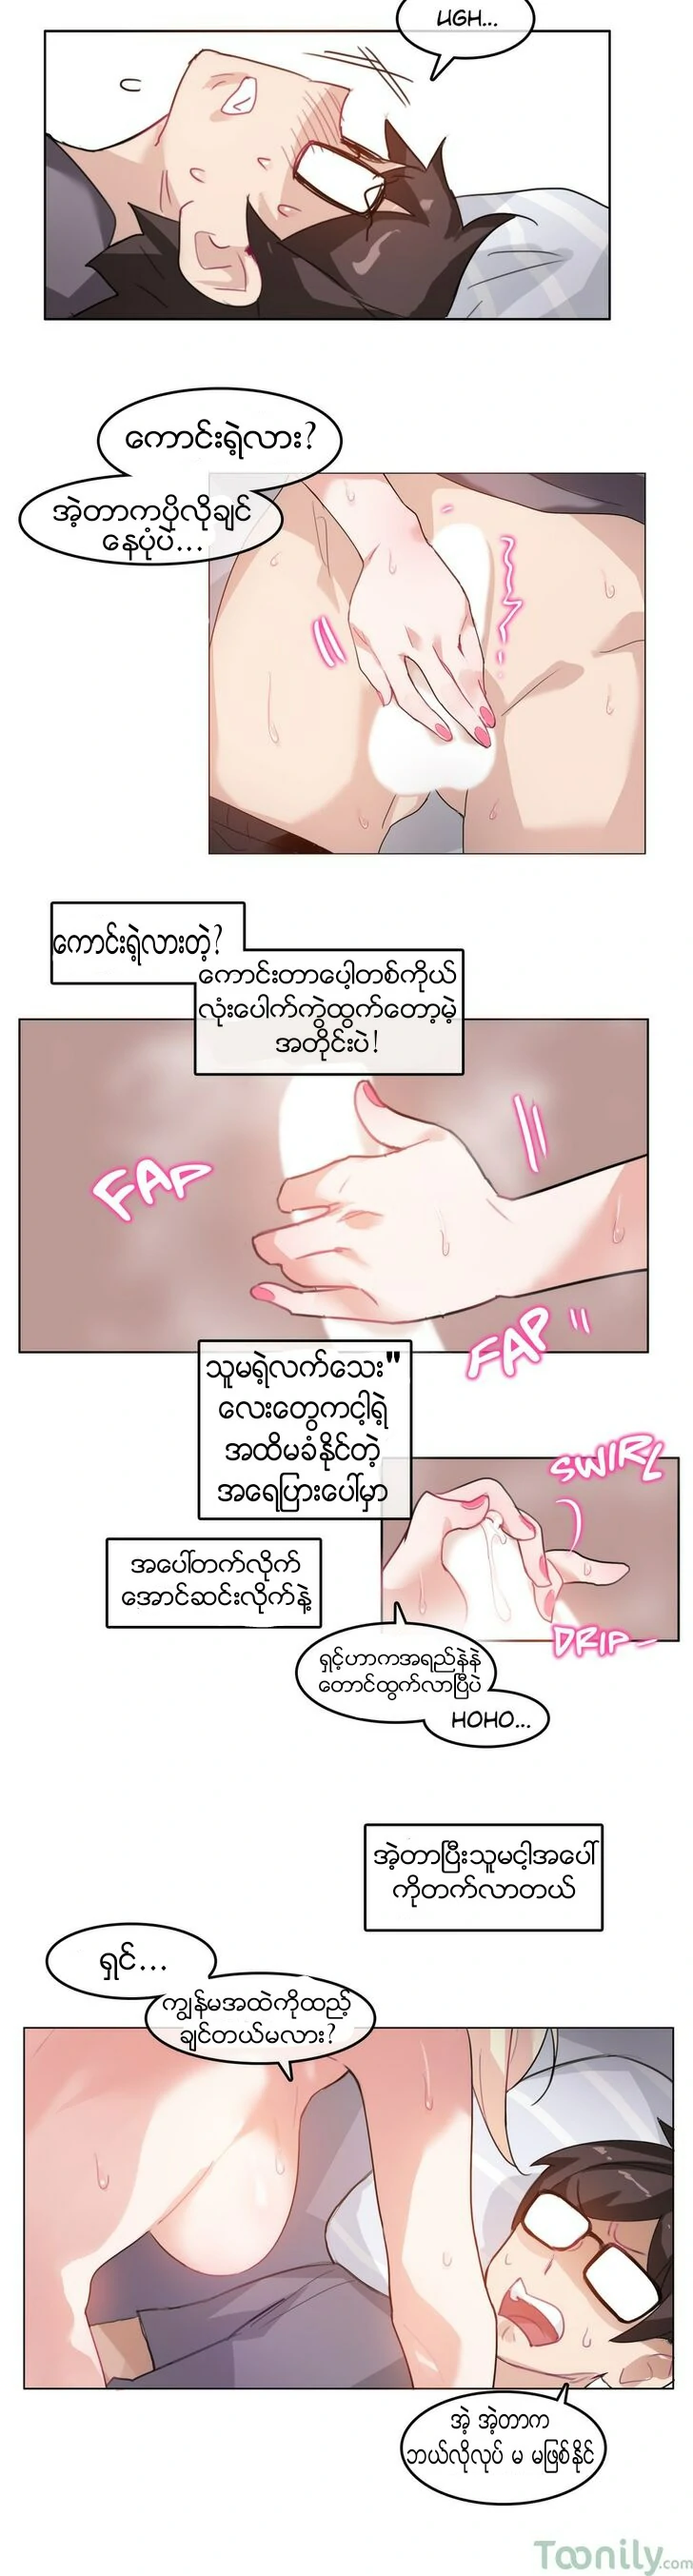 UGH...
ကောင်းရဲ့လား?
အဲ့တာကပိုလိုချင်
နေပုံပဲ...
ကောင်းရဲ့လားတဲ့?
ကောင်းတာပေါ့တစ်ကိုယ်
လုံးပေါက်ကွဲထွက်တော့မဲ့
အတိုင်းပဲ!
FAP
FAP
သူမရဲ့လက်သေး"
လေးတွေကငါ့ရဲ့
အထိမခံနိုင်တဲ့
အရေပြားပေါ်မှာ
SWIRL
အပေါ်တက်လိုက်
အောင်ဆင်းလိုက်နဲ့
DRIP
ရှင့်ဟာကအရည်နဲနဲ
တောင်ထွက်လာပြီပဲ
HOHO...
အဲ့တာပြီးသူမငါ့အပေါ်
ကိုတက်လာတယ်
ရှင်...
ကျွန်မအထဲကိုထည့်
ချင်တယ်မလား?
အဲ့ အဲ့တာက
ဘယ်လိုလုပ် မ မဖြစ်နိုင်
Toonily.com